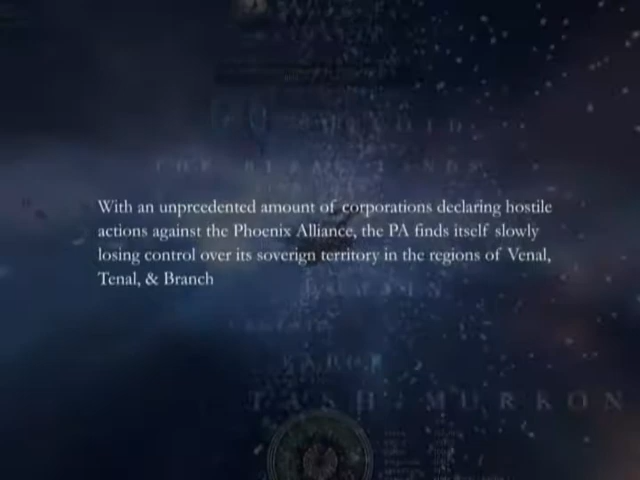 With an unprcedented amount of corporations declaring hostile
actions against the Phoenix Alliance, the PA finds itself slowly
losing control over its soverign territory in the regions of Venal,
Tenal, & Branch
KADOR
TASH-MURKON